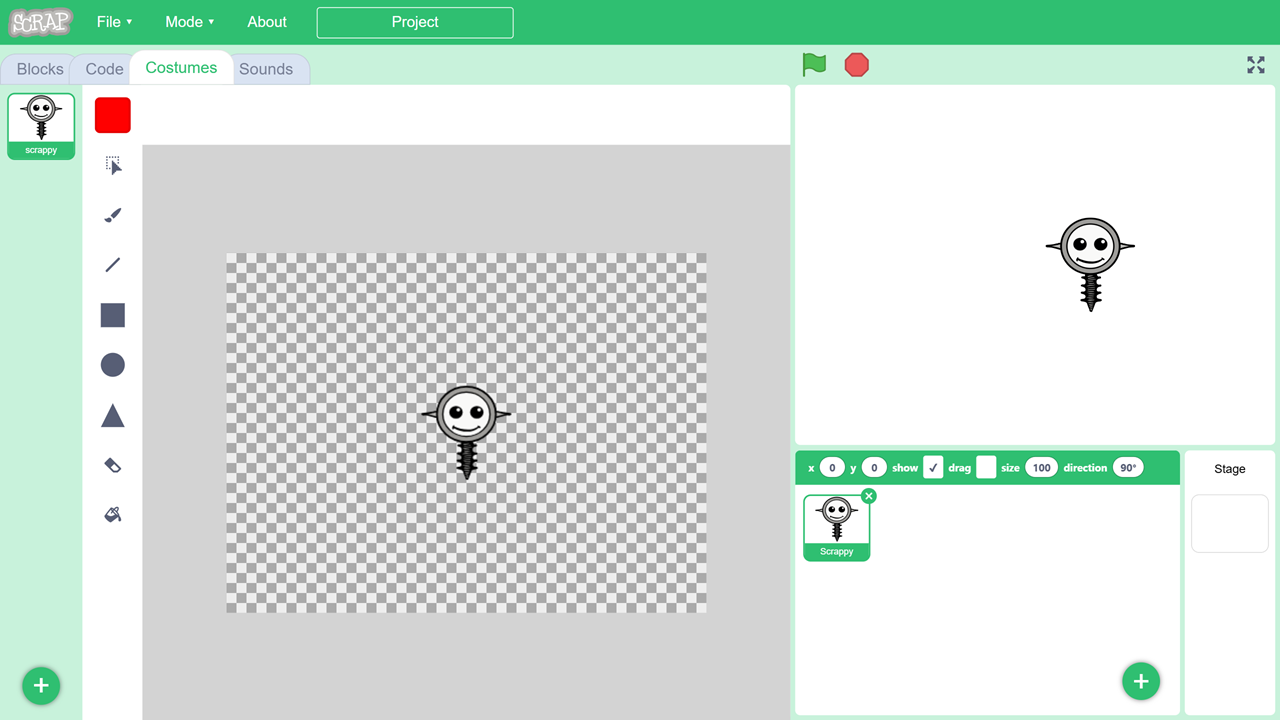 SCRAP File ▾ Mode ▾ About Project
Blocks Code Costumes Sounds
scrappy
x 0 y 0 show ✓ drag size 100 direction 90°
Stage
Scrappy